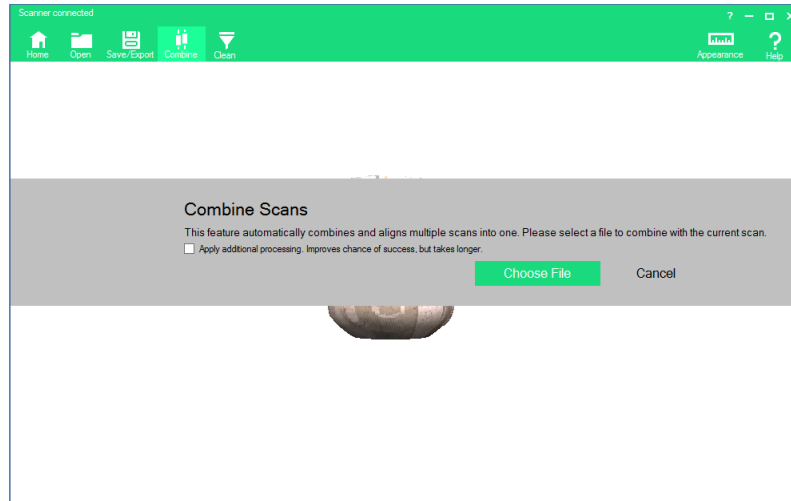 Scanner connected
?
Home Open Save/Export Combine Clean Appearance Help
Combine Scans
This feature automatically combines and aligns multiple scans into one. Please select a file to combine with the current scan.
Apply additional processing. Improves chance of success, but takes longer.
Choose File Cancel